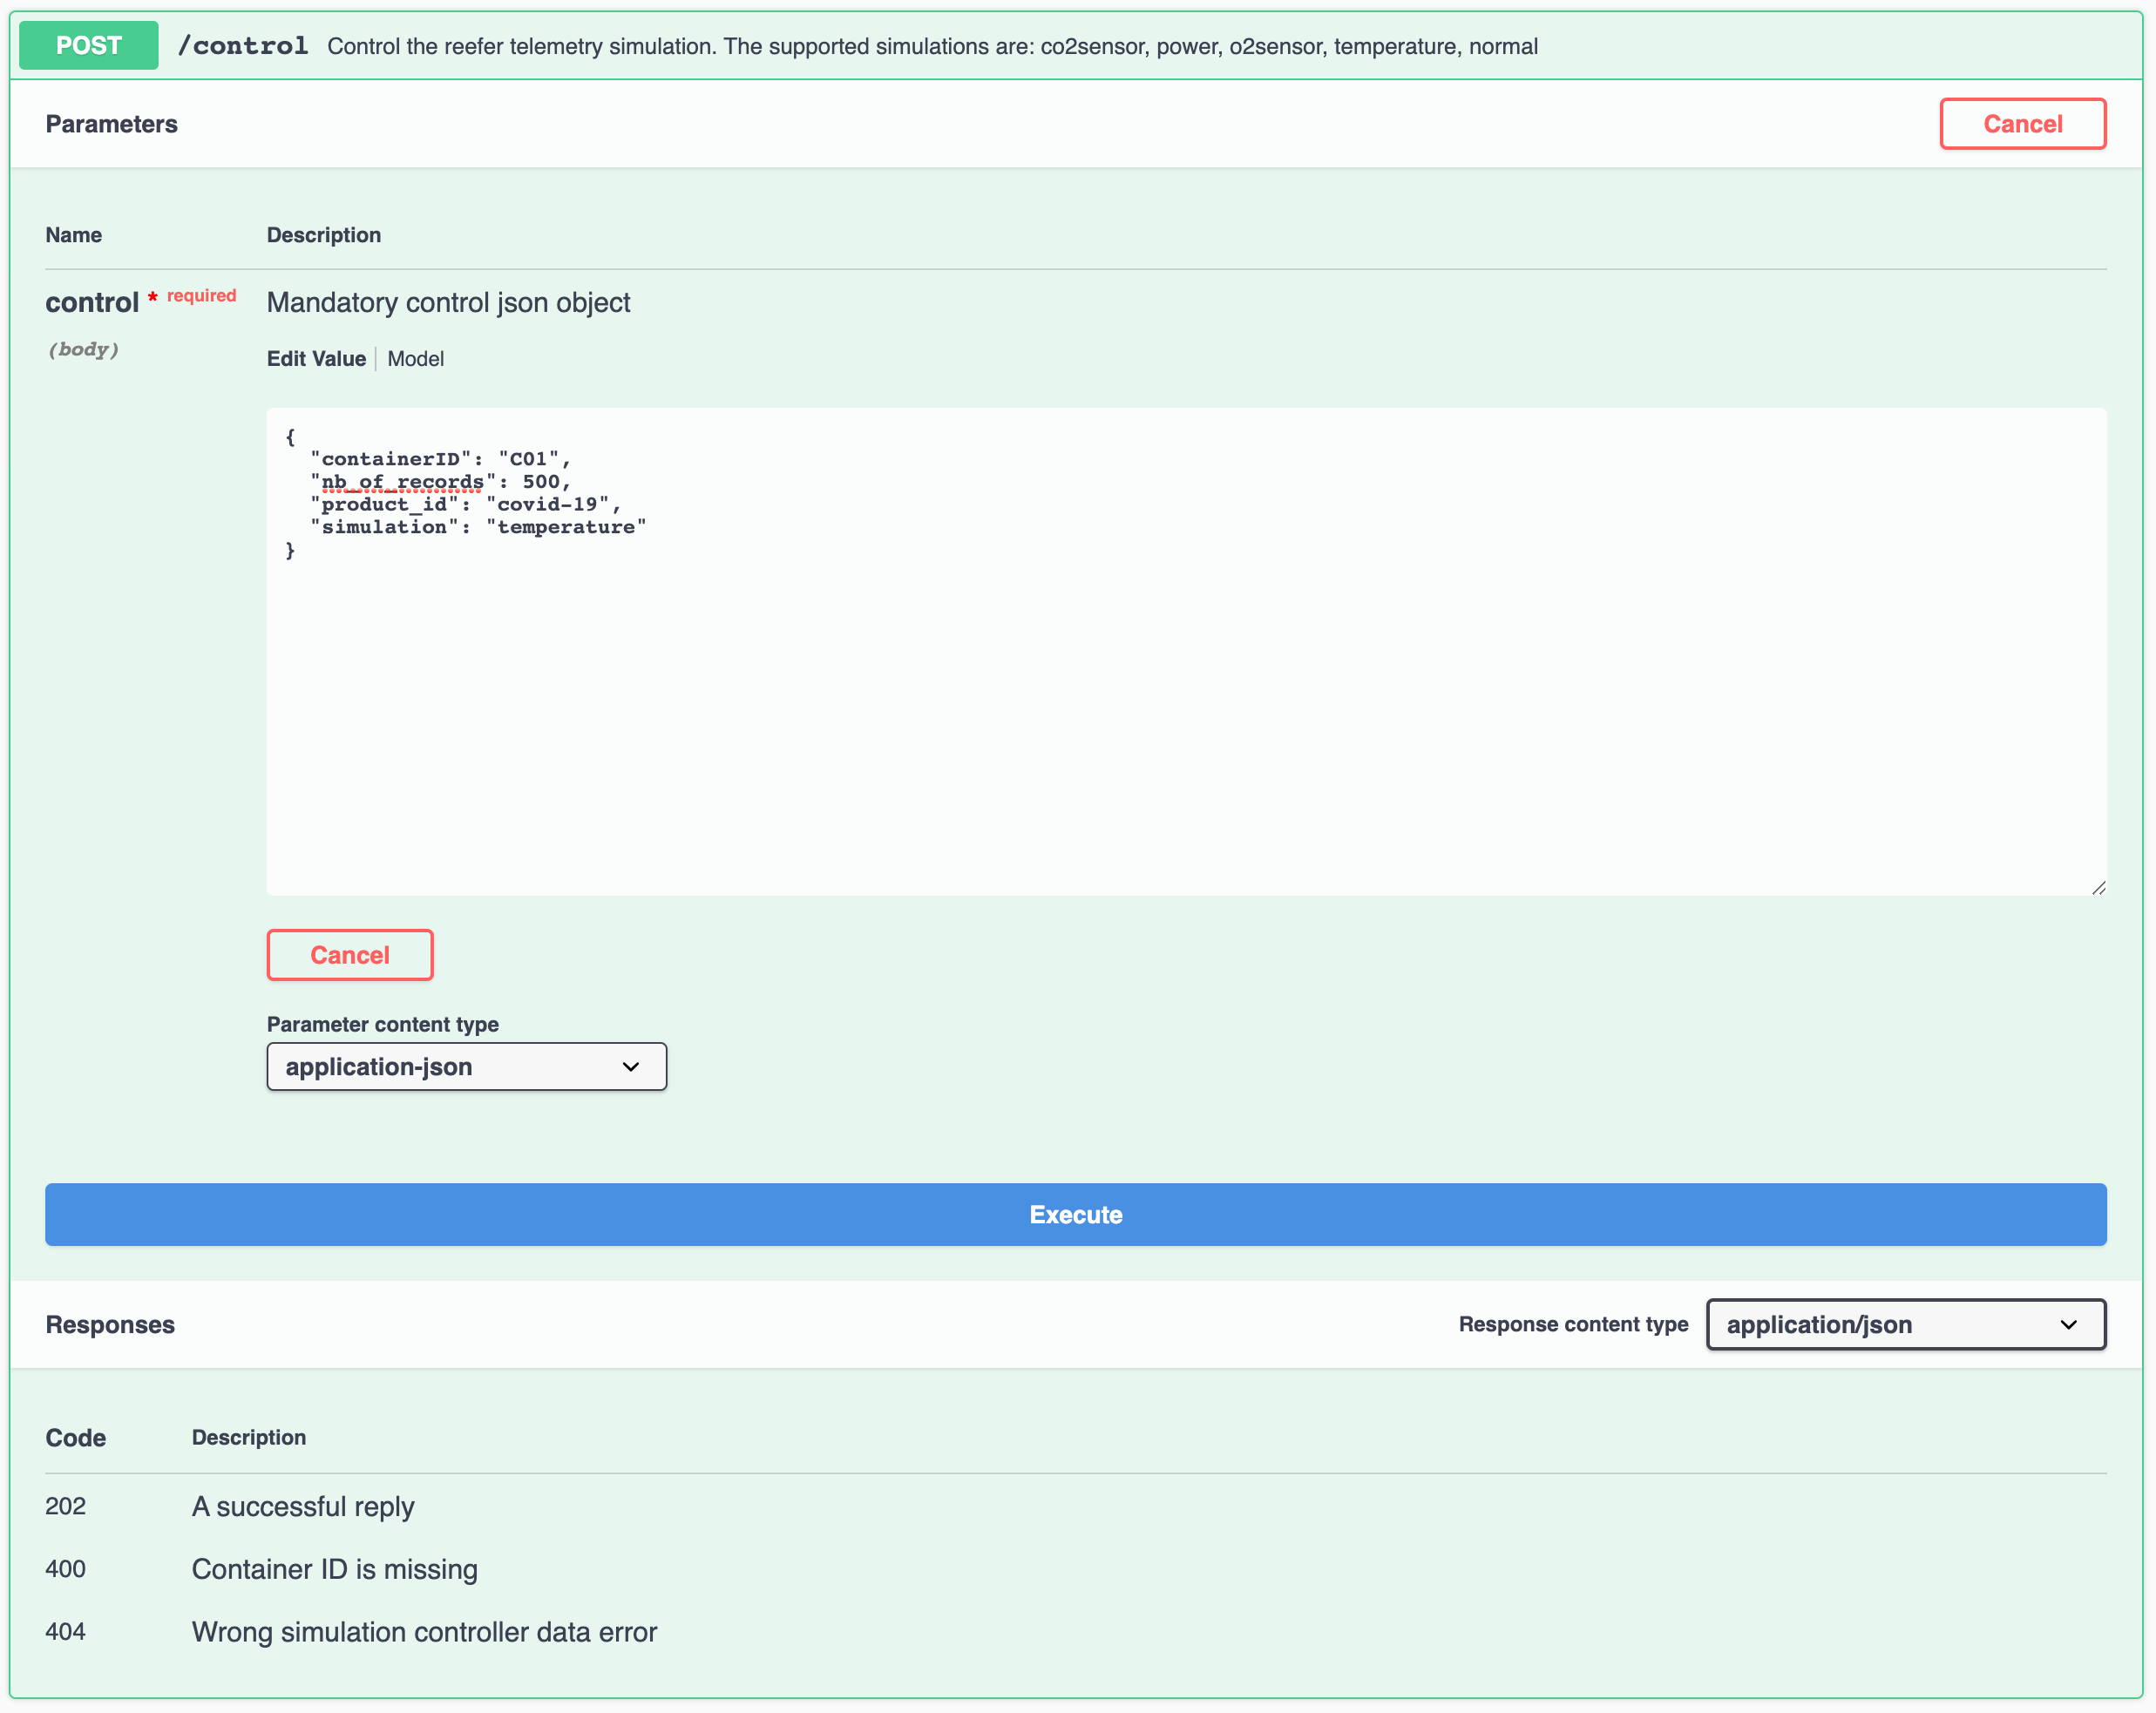 POST /control Control the reefer telemetry simulation. The supported simulations are: co2sensor, power, o2sensor, temperature, normal
Parameters Cancel
Name Description
control * required Mandatory control json object
(body)
Edit Value Model
{
"containerID": "C01",
"nb_of_records": 500,
"product_id": "covid-19",
"simulation": "temperature"
}
Cancel
Parameter content type
application-json
Execute
Responses Response content type application/json
Code Description
202 A successful reply
400 Container ID is missing
404 Wrong simulation controller data error